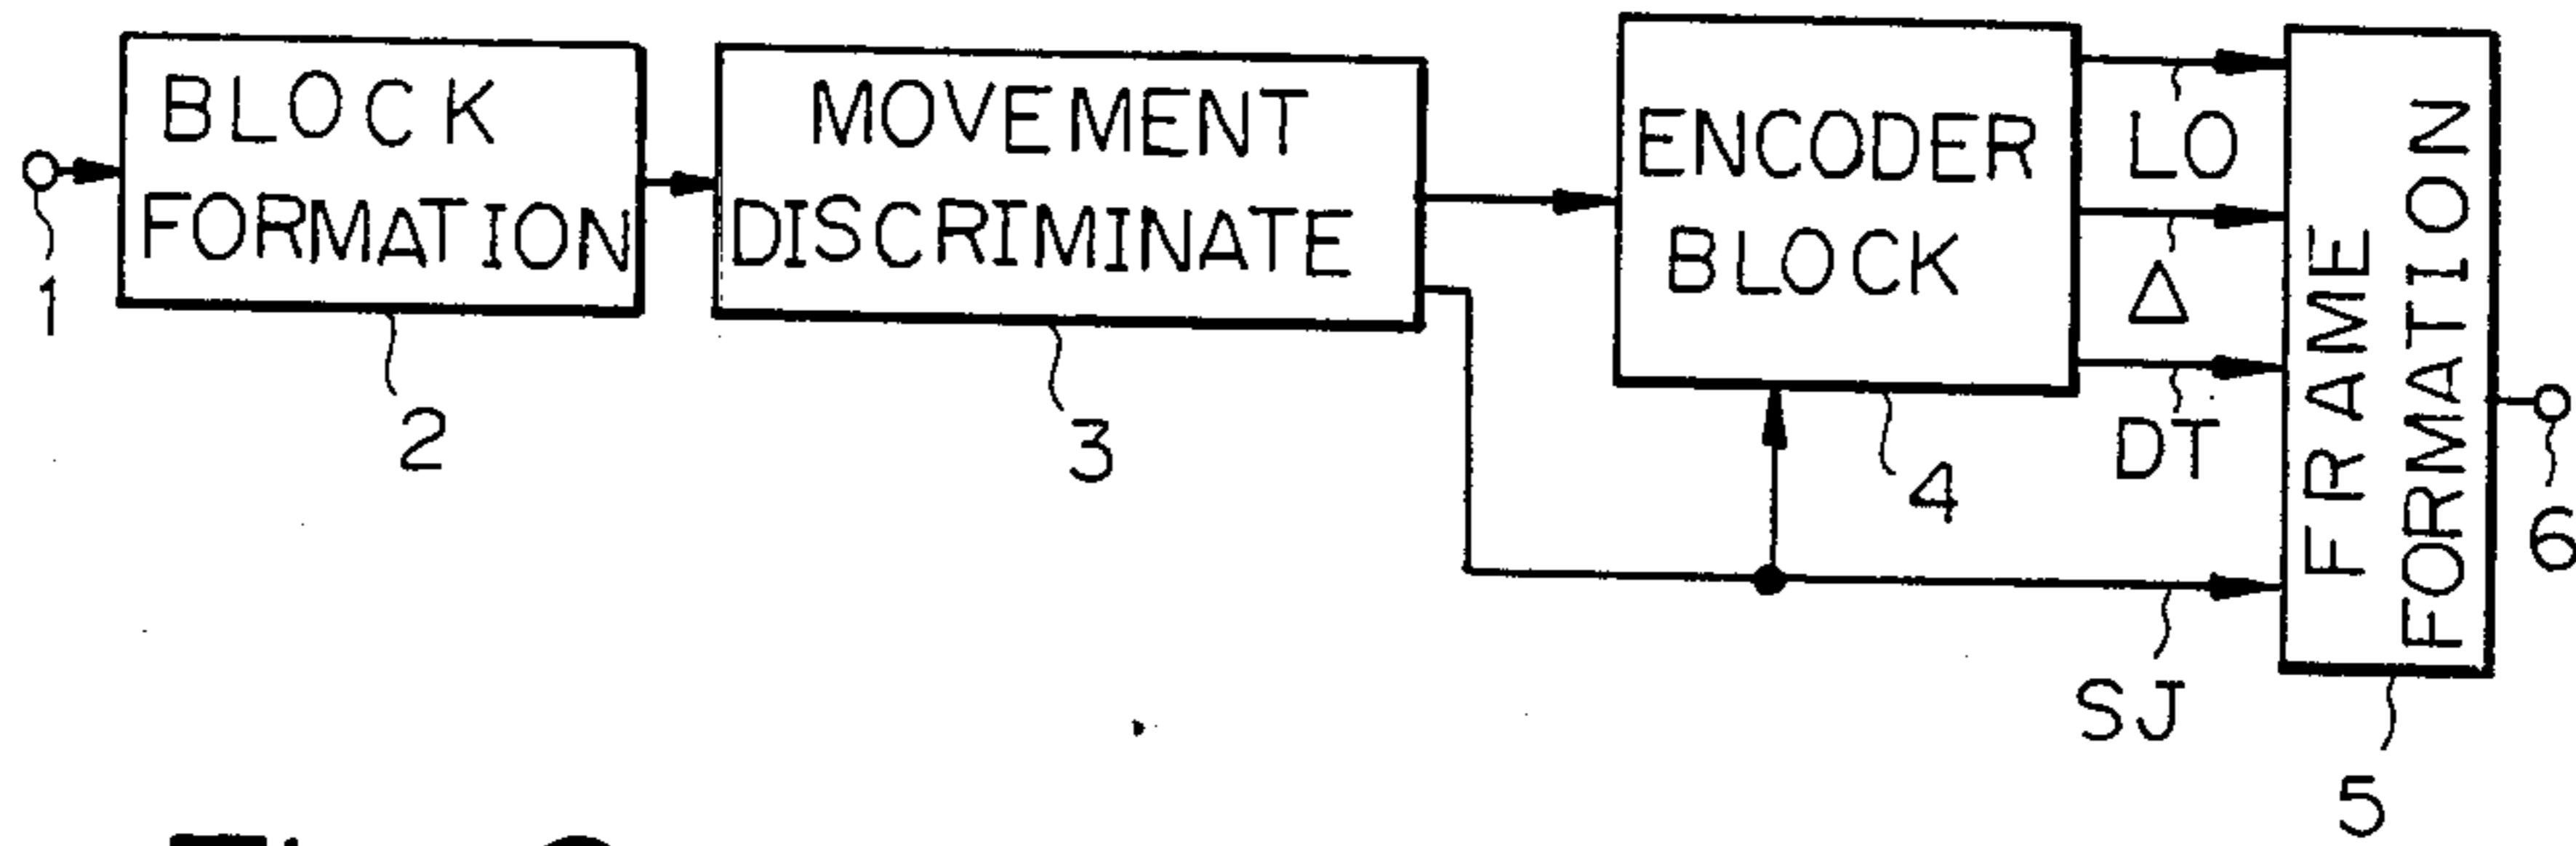 BLOCK
FORMATION
MOVEMENT
DISCRIMINATE
ENCODER
BLOCK
FRAME
FORMATION
LO
Δ
DT
SJ
1
2
3
4
5
6